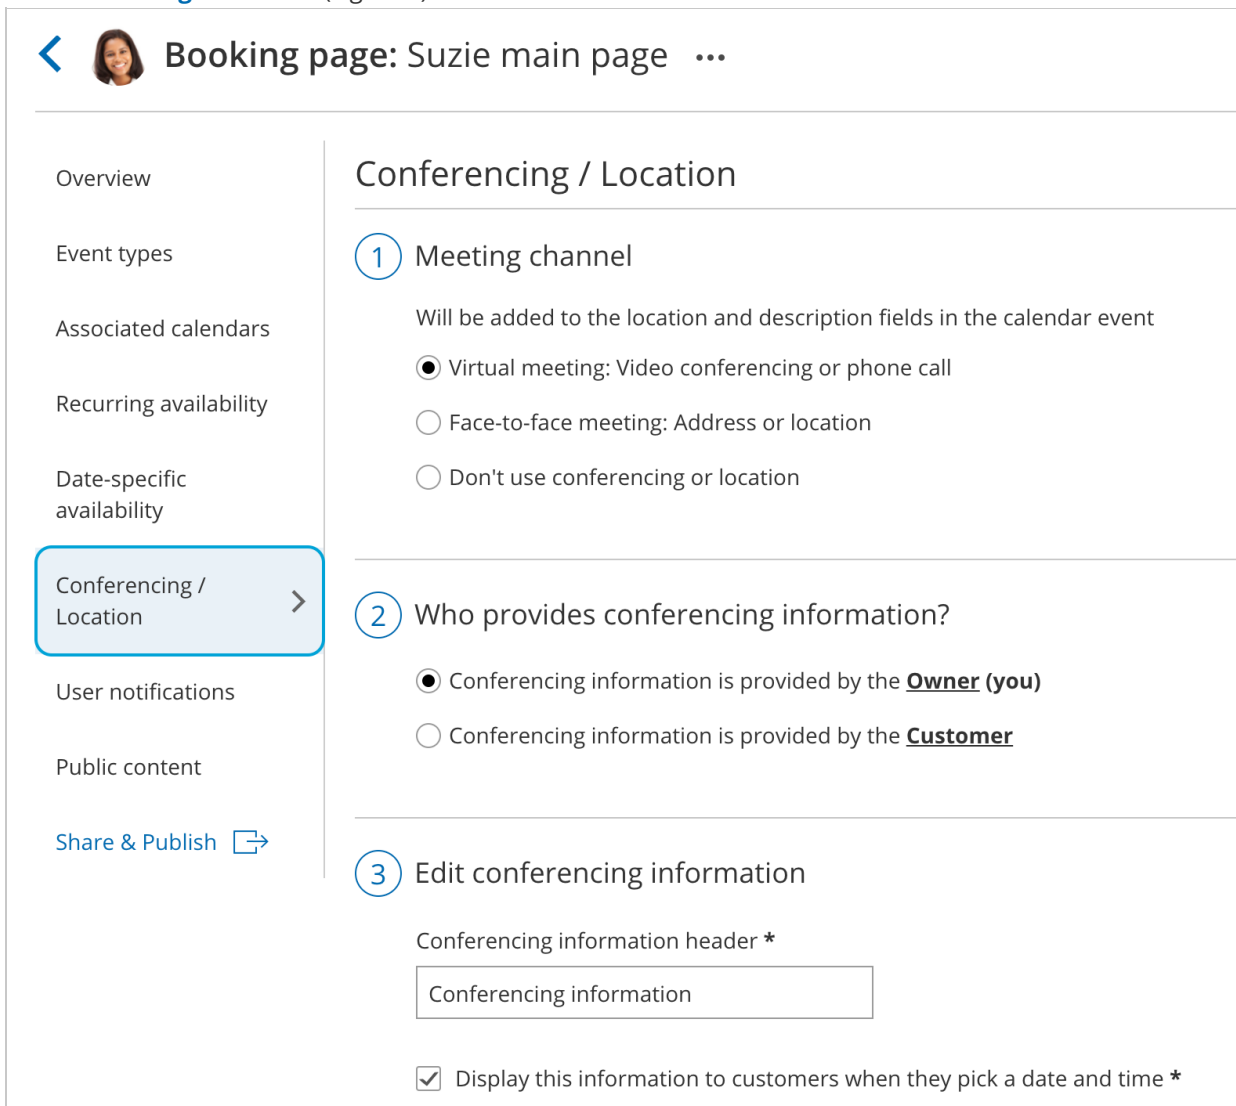 Booking page: Suzie main page ...
Overview
Event types
Associated calendars
Recurring availability
Date-specific
availability
Conferencing /
Location
User notifications
Public content
Share & Publish
Conferencing / Location
1 Meeting channel
Will be added to the location and description fields in the calendar event
Virtual meeting: Video conferencing or phone call
Face-to-face meeting: Address or location
Don't use conferencing or location
2 Who provides conferencing information?
Conferencing information is provided by the Owner (you)
Conferencing information is provided by the Customer
3 Edit conferencing information
Conferencing information header *
Conferencing information
Display this information to customers when they pick a date and time *